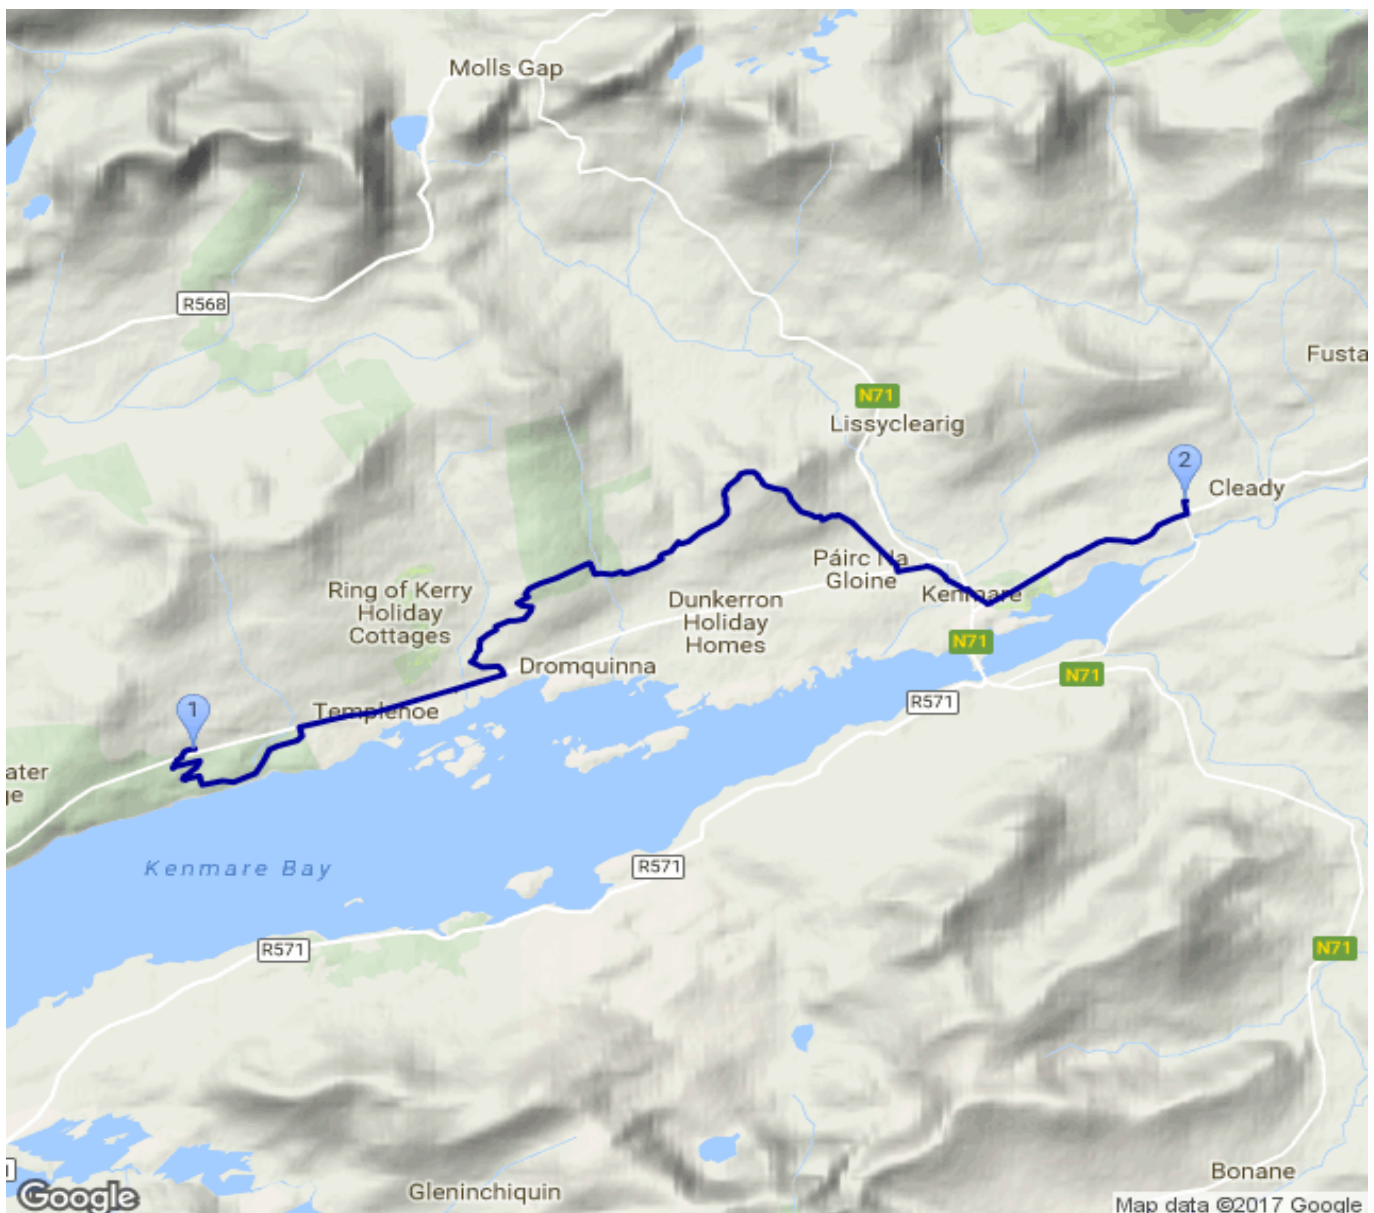 Molls Gap
R568
Fusta
N71
Lissyclearig
2
Cleady
Páirc Na
Gloine
Ring of Kerry
Holiday
Cottages
Kenmare
Dunkerron
Holiday
Homes
N71
Dromquinna
N71
R571
1
Templenoe
ater
ge
Kenmare Bay
R571
R571
N71
Bonane
Gleninchiquin
Google
Map data ©2017 Google